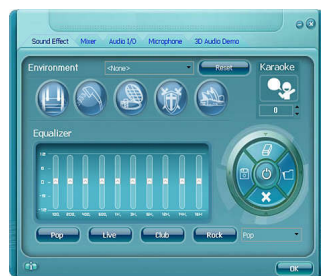 Sound Effect Mixer Audio I/O Microphone 3D Audio Demo
Environment <None> Reset Karaoke
0
Equalizer
Pop Live Club Rock Pop
OK